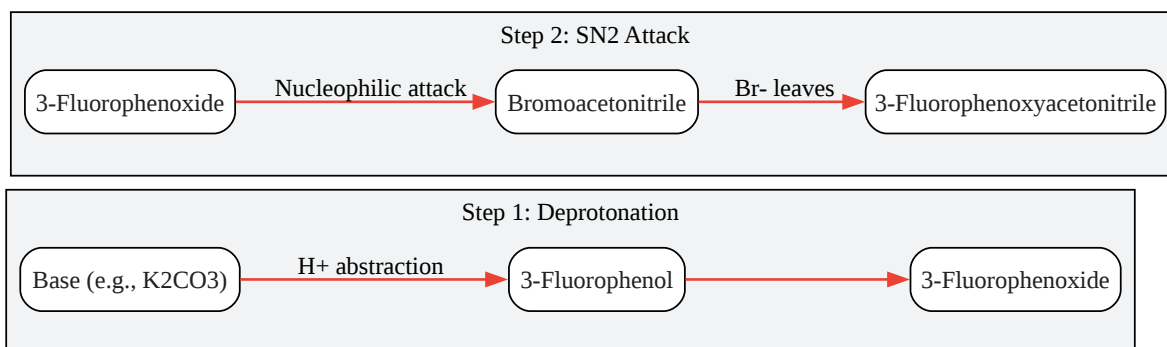 Step 2: SN2 Attack
3-Fluorophenoxide
Nucleophilic attack
Bromoacetonitrile
Br- leaves
3-Fluorophenoxyacetonitrile
Step 1: Deprotonation
Base (e.g., K2CO3)
H+ abstraction
3-Fluorophenol
3-Fluorophenoxide